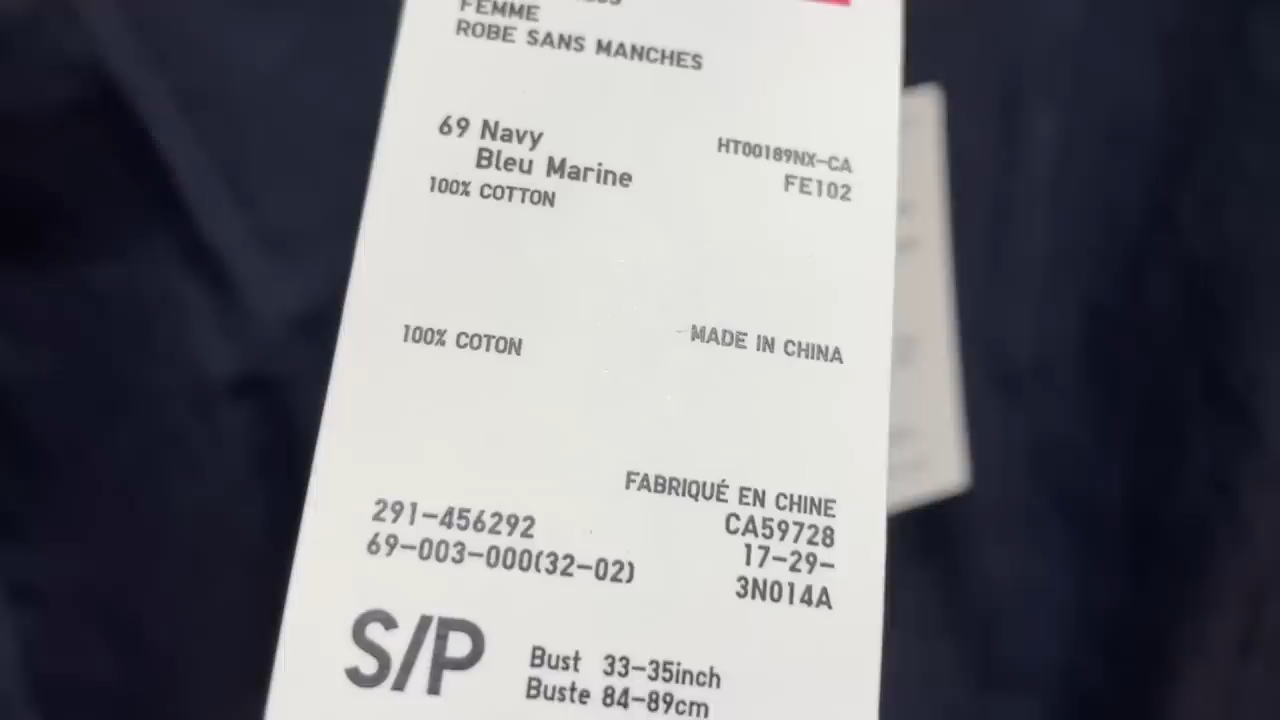 FEMME
ROBE SANS MANCHES
69 Navy
Bleu Marine
HT00189NX-CA
FE102
100% COTTON
100% COTON
MADE IN CHINA
FABRIQUÉ EN CHINE
291-456292
CA59728
69-003-000(32-02)
17-29-
3N014A
S/P
Bust 33-35inch
Buste 84-89cm